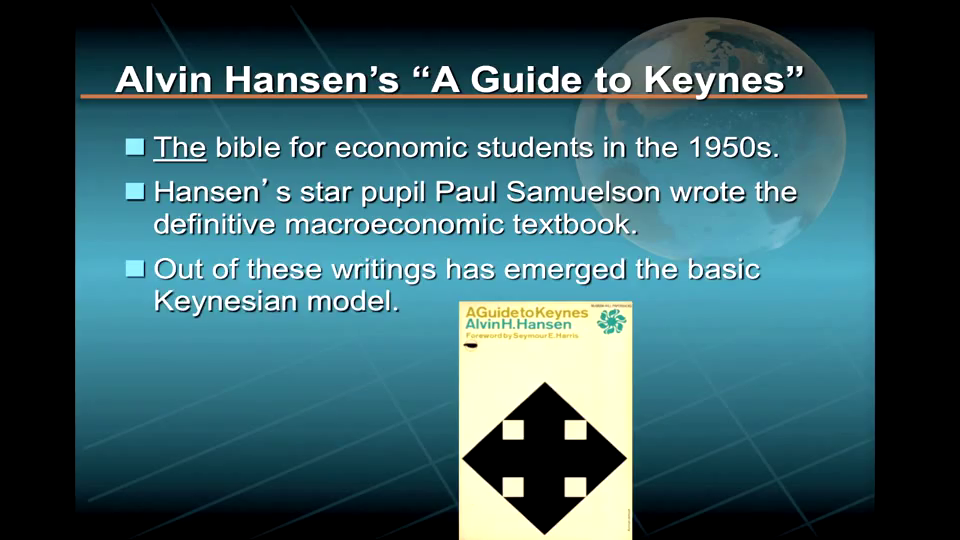 Alvin Hansen’s “A Guide to Keynes”
The bible for economic students in the 1950s.
Hansen’s star pupil Paul Samuelson wrote the
definitive macroeconomic textbook.
Out of these writings has emerged the basic
Keynesian model.
A Guide to Keynes
Alvin H. Hansen
Foreword by Seymour E. Harris